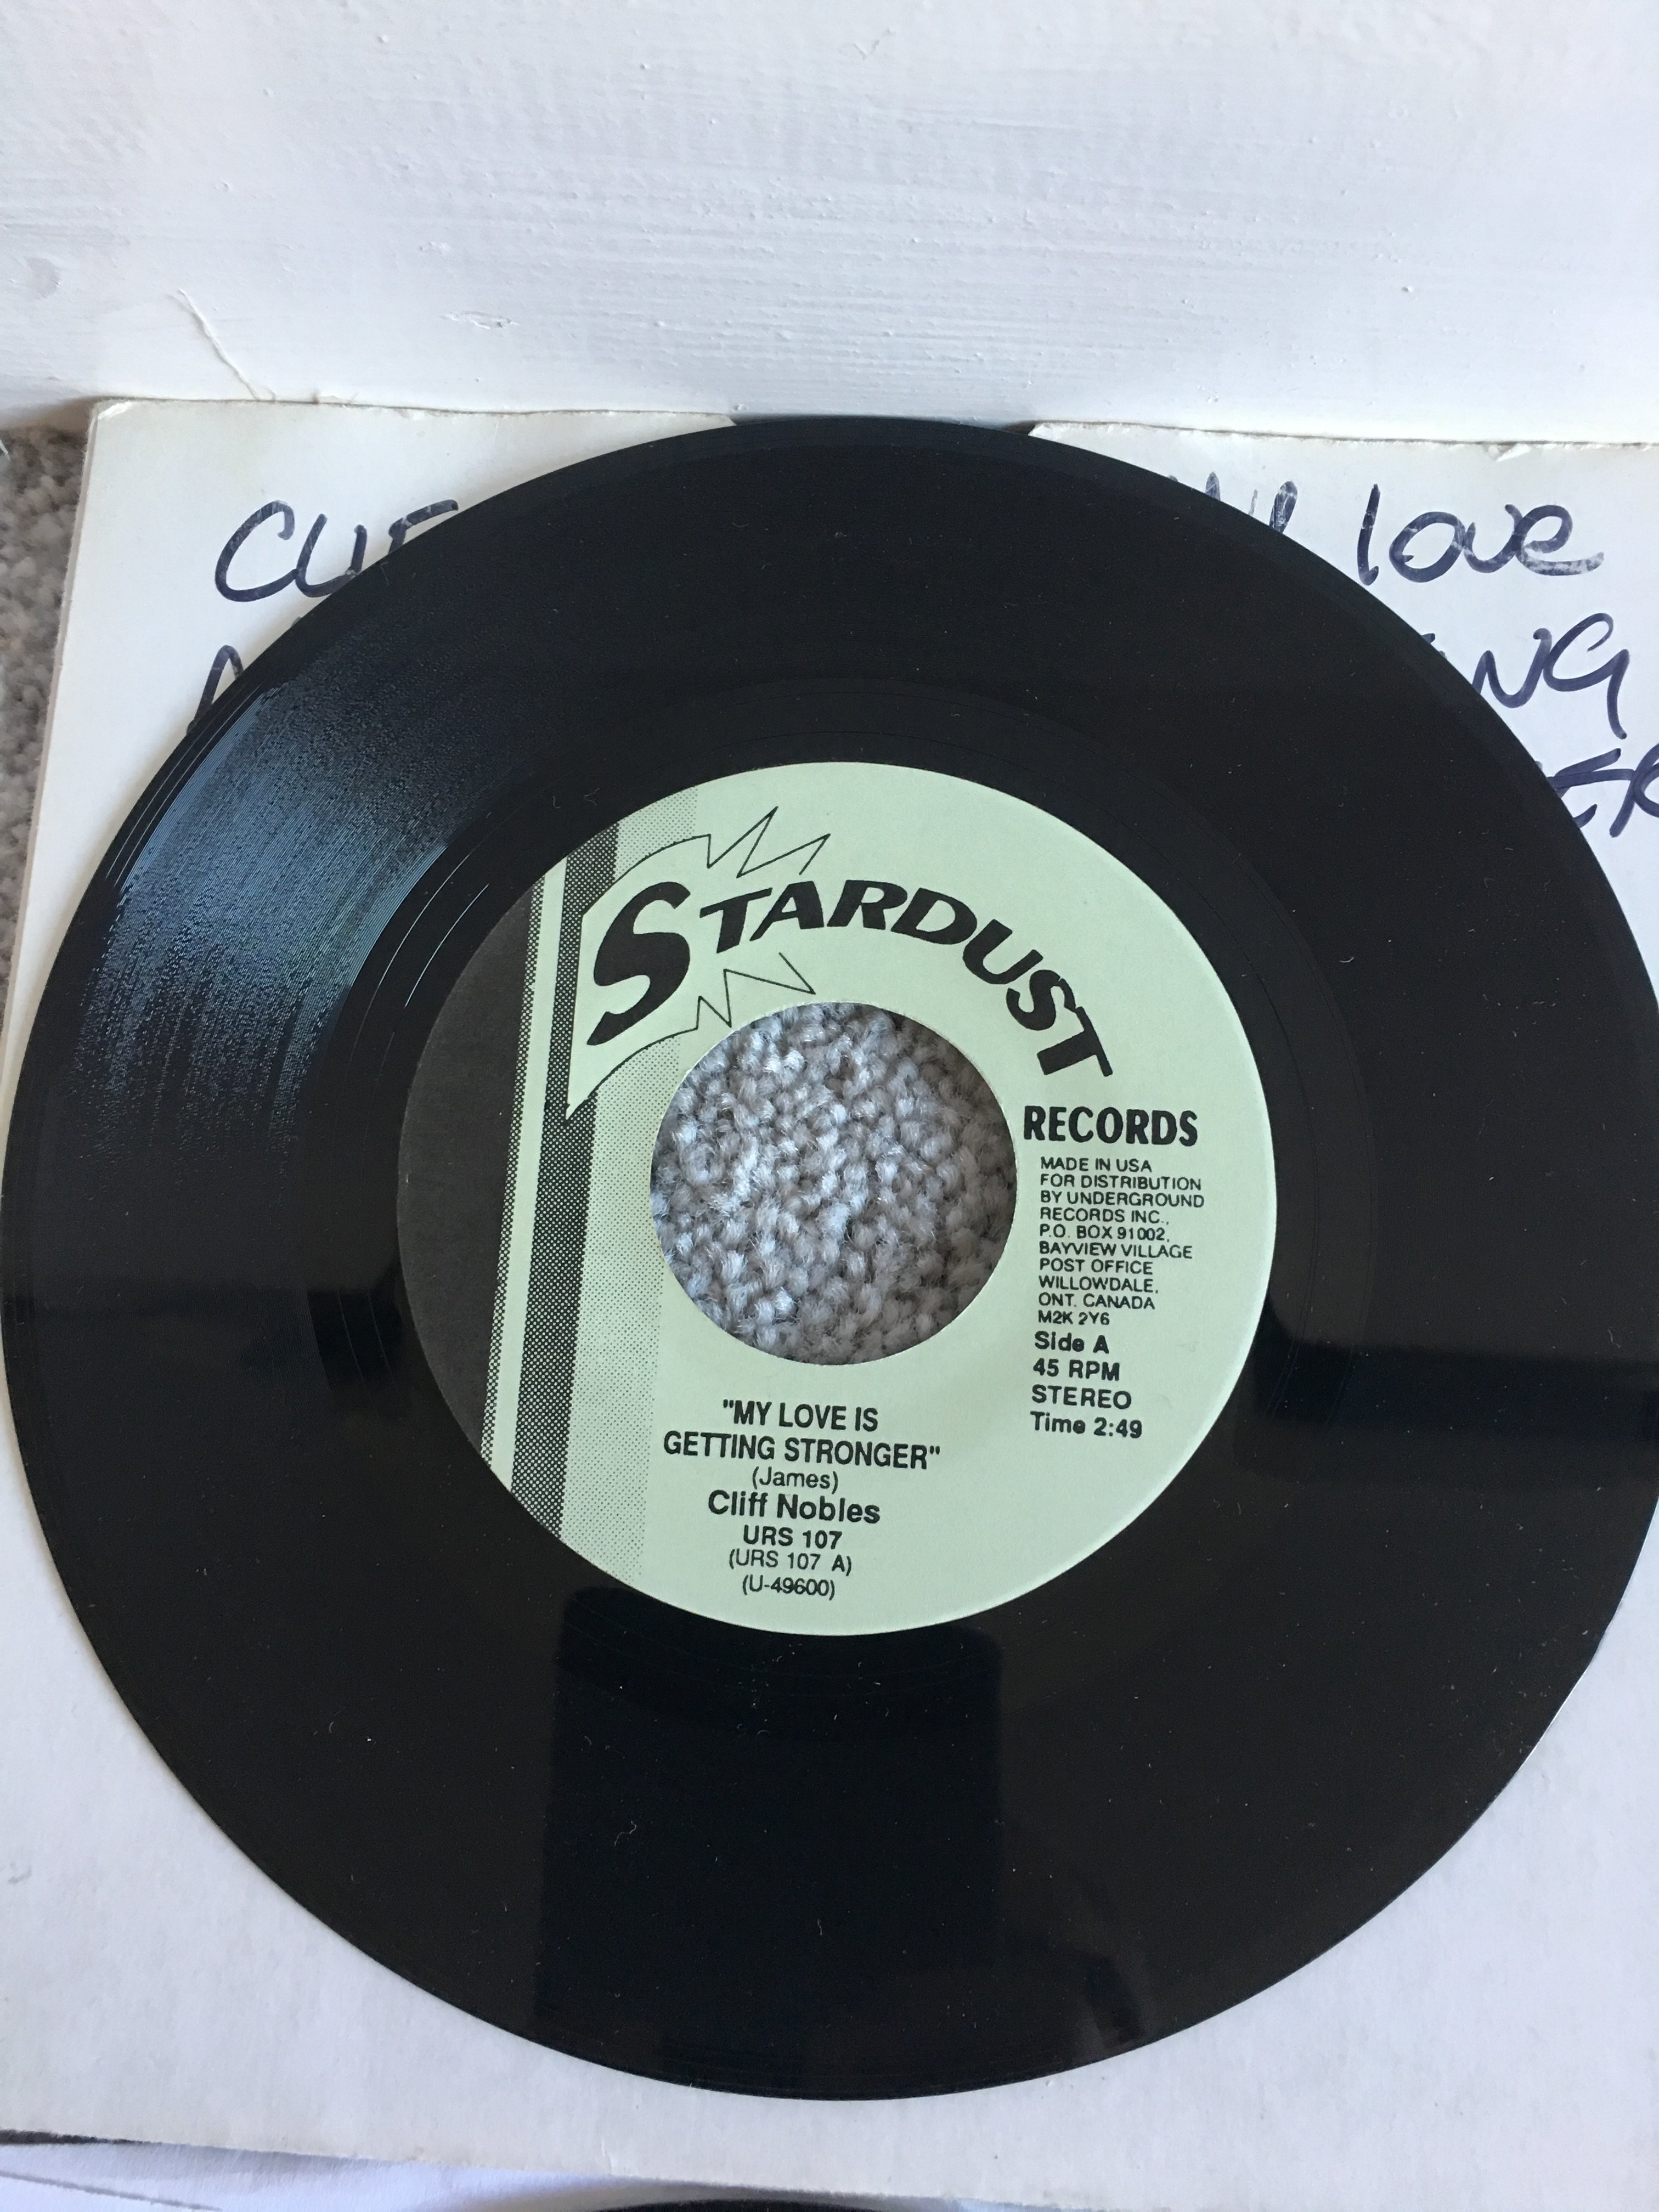 love
STARDUST
RECORDS
MADE IN USA
FOR DISTRIBUTION
BY UNDERGROUND
RECORDS INC.,
P.O. BOX 91002,
BAYVIEW VILLAGE
POST OFFICE
WILLOWDALE,
ONT. CANADA
M2K 2Y6
Side A
45 RPM
STEREO
Time 2:49
"MY LOVE IS
GETTING STRONGER"
(James)
Cliff Nobles
URS 107
(URS 107 A)
(U-49600)